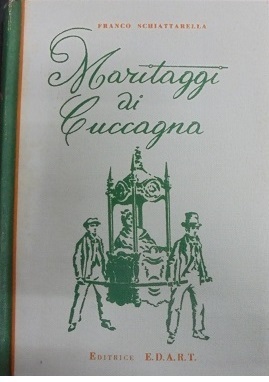 FRANCO SCHIATTARELLA
Maritaggi
di
Cuccagna
EDITRICE E.D.A.R.T.